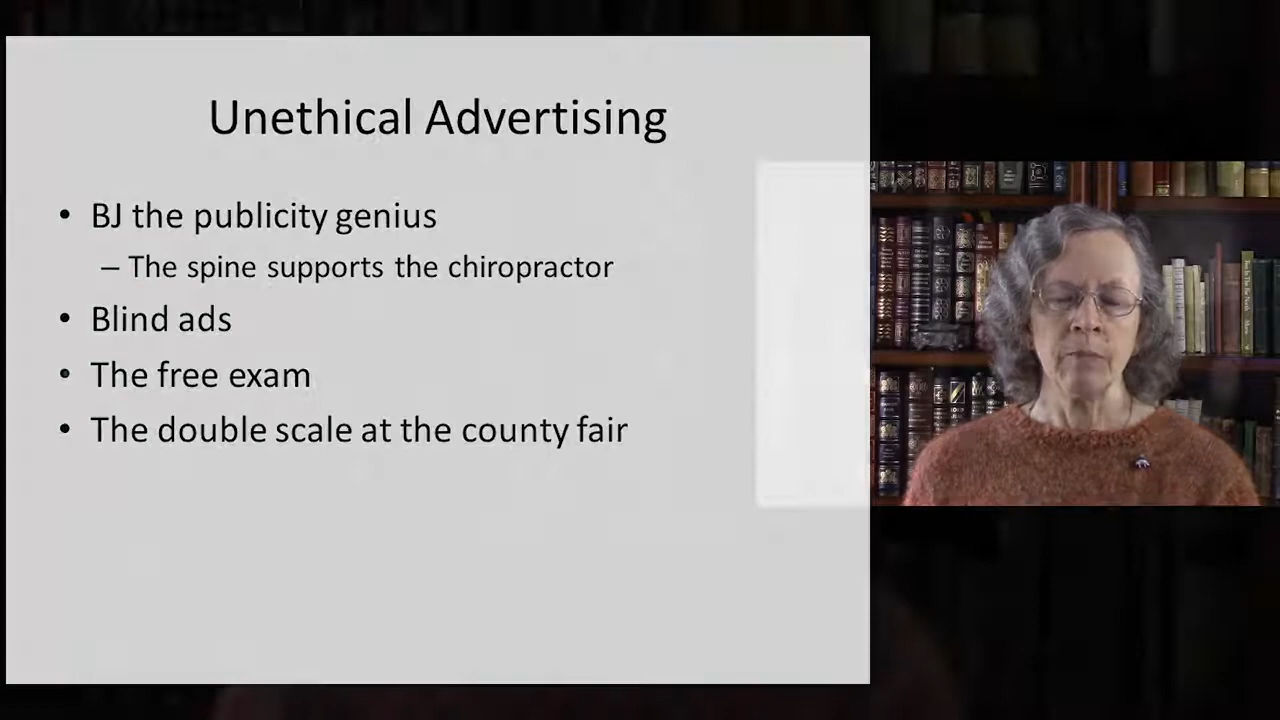 Unethical Advertising
• BJ the publicity genius
– The spine supports the chiropractor
• Blind ads
• The free exam
• The double scale at the county fair